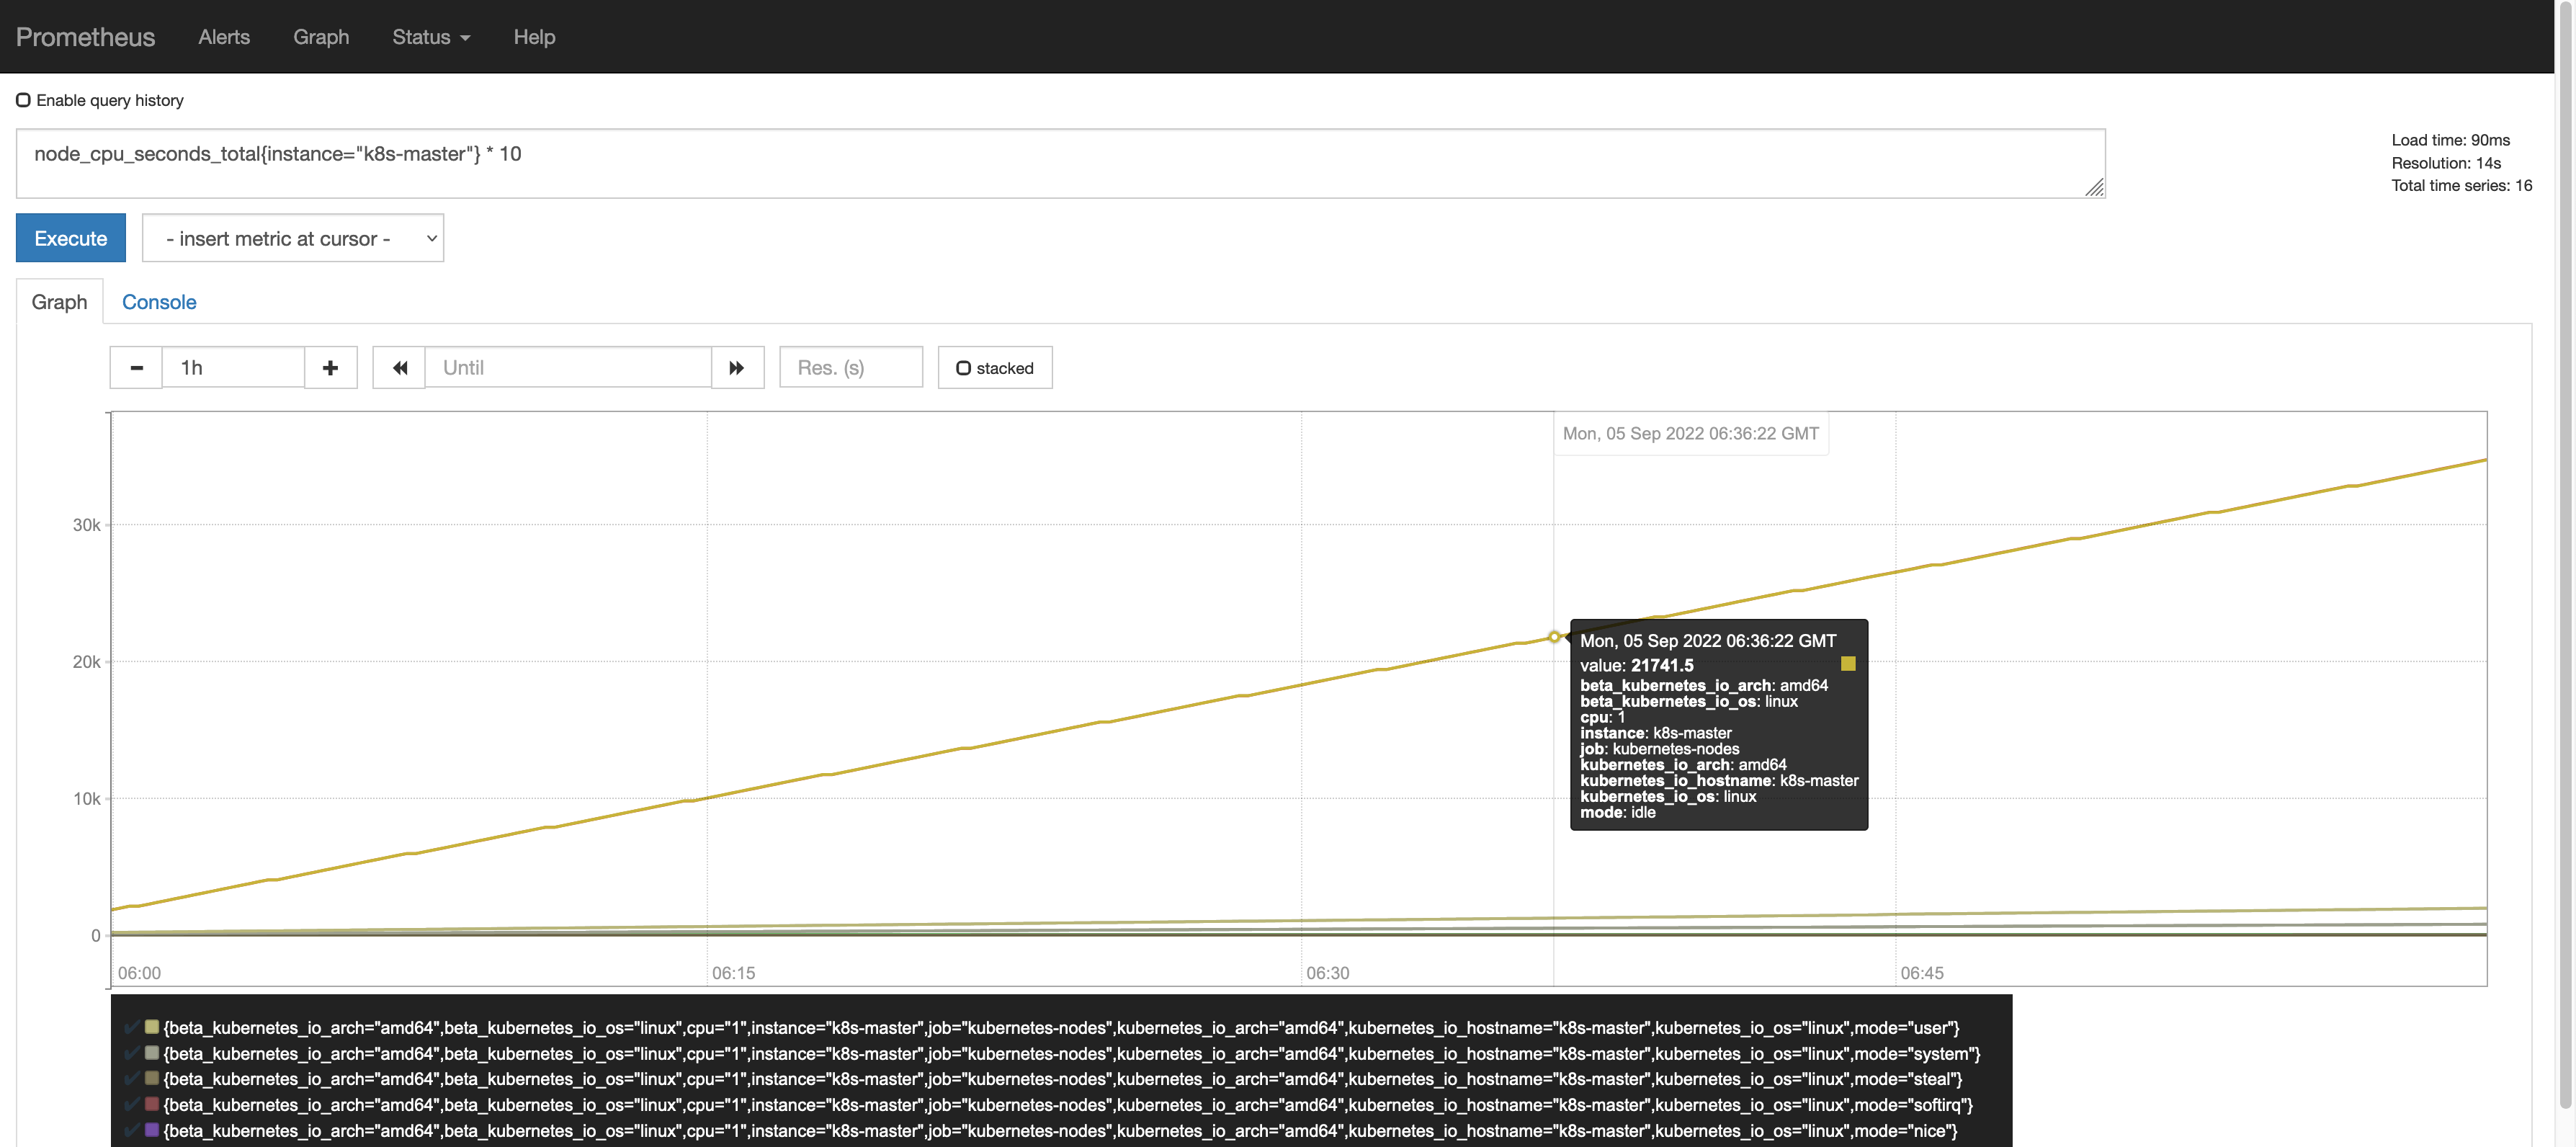 Prometheus Alerts Graph Status Help
Enable query history
node_cpu_seconds_total{instance="k8s-master"} * 10
Load time: 90ms
Resolution: 14s
Total time series: 16
Execute - insert metric at cursor -
Graph Console
1h Until Res. (s) stacked
Mon, 05 Sep 2022 06:36:22 GMT
30k
20k
10k
0
Mon, 05 Sep 2022 06:36:22 GMT
value: 21741.5
beta_kubernetes_io_arch: amd64
beta_kubernetes_io_os: linux
cpu: 1
instance: k8s-master
job: kubernetes-nodes
kubernetes_io_arch: amd64
kubernetes_io_hostname: k8s-master
kubernetes_io_os: linux
mode: idle
06:00 06:15 06:30 06:45
{beta_kubernetes_io_arch="amd64",beta_kubernetes_io_os="linux",cpu="1",instance="k8s-master",job="kubernetes-nodes",kubernetes_io_arch="amd64",kubernetes_io_hostname="k8s-master",kubernetes_io_os="linux",mode="user"}
{beta_kubernetes_io_arch="amd64",beta_kubernetes_io_os="linux",cpu="1",instance="k8s-master",job="kubernetes-nodes",kubernetes_io_arch="amd64",kubernetes_io_hostname="k8s-master",kubernetes_io_os="linux",mode="system"}
{beta_kubernetes_io_arch="amd64",beta_kubernetes_io_os="linux",cpu="1",instance="k8s-master",job="kubernetes-nodes",kubernetes_io_arch="amd64",kubernetes_io_hostname="k8s-master",kubernetes_io_os="linux",mode="steal"}
{beta_kubernetes_io_arch="amd64",beta_kubernetes_io_os="linux",cpu="1",instance="k8s-master",job="kubernetes-nodes",kubernetes_io_arch="amd64",kubernetes_io_hostname="k8s-master",kubernetes_io_os="linux",mode="softirq"}
{beta_kubernetes_io_arch="amd64",beta_kubernetes_io_os="linux",cpu="1",instance="k8s-master",job="kubernetes-nodes",kubernetes_io_arch="amd64",kubernetes_io_hostname="k8s-master",kubernetes_io_os="linux",mode="nice"}